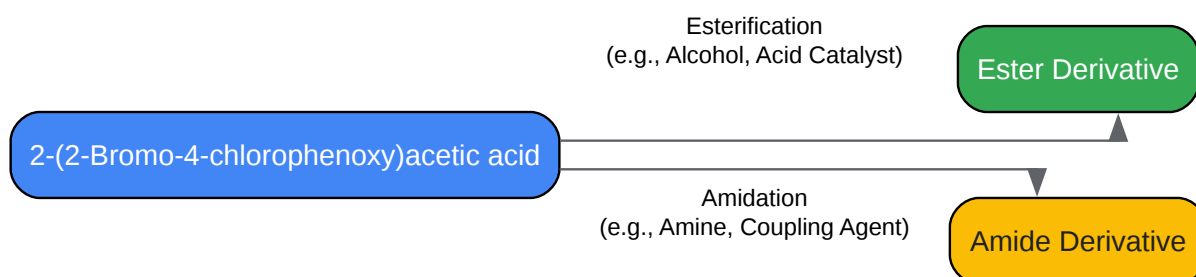 Esterification
(e.g., Alcohol, Acid Catalyst)
Ester Derivative
2-(2-Bromo-4-chlorophenoxy)acetic acid
Amidation
(e.g., Amine, Coupling Agent)
Amide Derivative